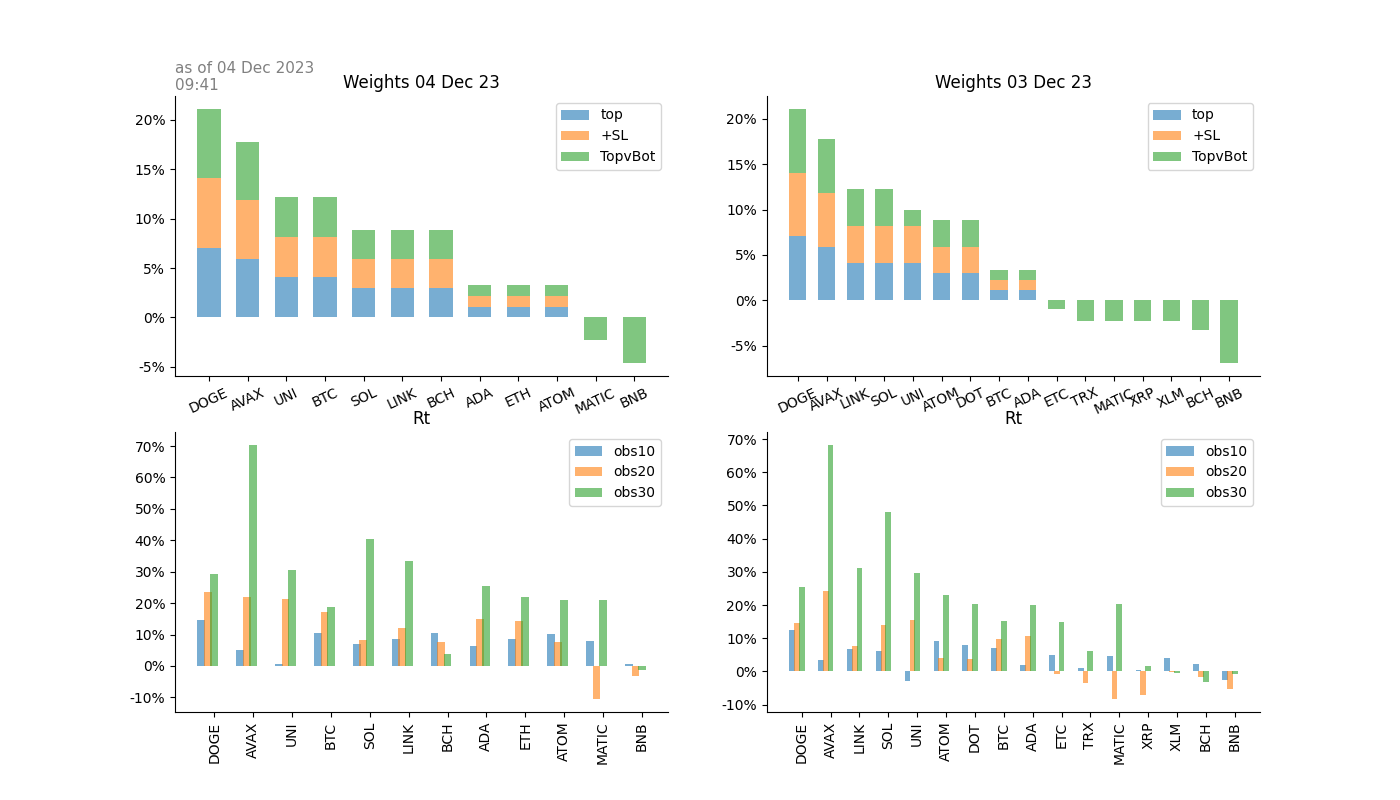 as of 04 Dec 2023
09:41
Weights 04 Dec 23
20%
15%
10%
5%
0%
-5%
top
+SL
TopvBot
DOGE AVAX UNI BTC SOL LINK BCH ADA ETH ATOM MATIC BNB
Weights 03 Dec 23
20%
15%
10%
5%
0%
-5%
top
+SL
TopvBot
DOGE AVAX LINK SOL UNI ATOM DOT BTC ADA ETC TRX MATIC XRP XLM BCH BNB
Rt
70%
60%
50%
40%
30%
20%
10%
0%
-10%
obs10
obs20
obs30
DOGE AVAX UNI BTC SOL LINK BCH ADA ETH ATOM MATIC BNB
Rt
70%
60%
50%
40%
30%
20%
10%
0%
-10%
obs10
obs20
obs30
DOGE AVAX LINK SOL UNI ATOM DOT BTC ADA ETC TRX MATIC XRP XLM BCH BNB